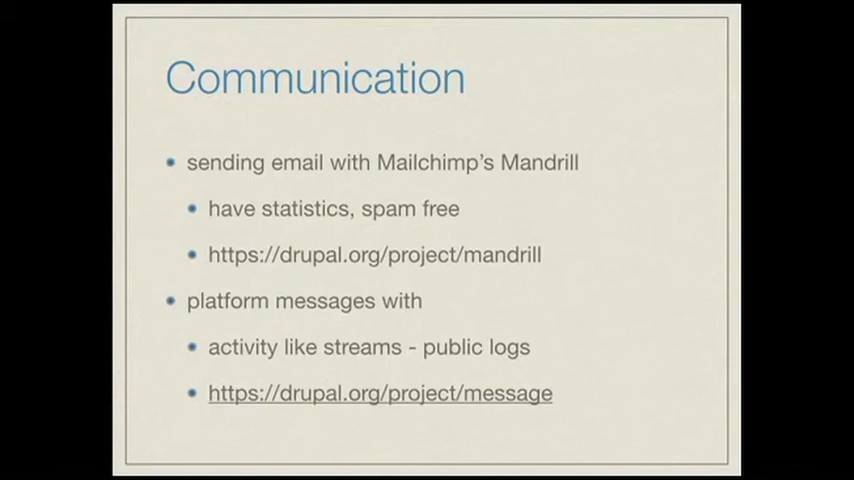 Communication
sending email with Mailchimp's Mandrill
have statistics, spam free
https://drupal.org/project/mandrill
platform messages with
activity like streams - public logs
https://drupal.org/project/message